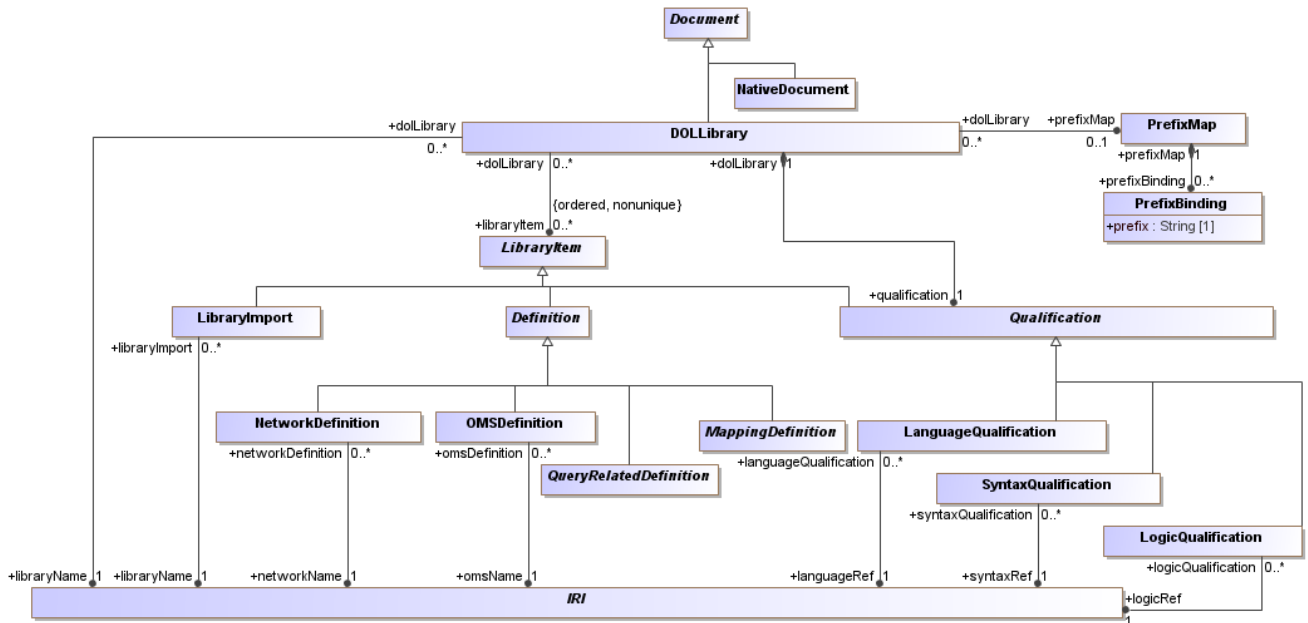 Document
NativeDocument
+dolLibrary
0..*
DOLLibrary
+dolLibrary
0..*
+prefixMap
0..1
PrefixMap
+dolLibrary
0..*
+dolLibrary
1
+prefixMap
1
+prefixBinding
0..*
PrefixBinding
+prefix : String [1]
{ordered, nonunique}
+libraryItem
0..*
LibraryItem
+qualification
1
LibraryImport
Definition
Qualification
+libraryImport
0..*
NetworkDefinition
OMSDefinition
MappingDefinition
LanguageQualification
+networkDefinition
0..*
+omsDefinition
0..*
+languageQualification
0..*
QueryRelatedDefinition
SyntaxQualification
+syntaxQualification
0..*
LogicQualification
+logicQualification
0..*
+libraryName
1
+libraryName
1
+networkName
1
+omsName
1
+languageRef
1
+syntaxRef
1
IRI
+logicRef
1